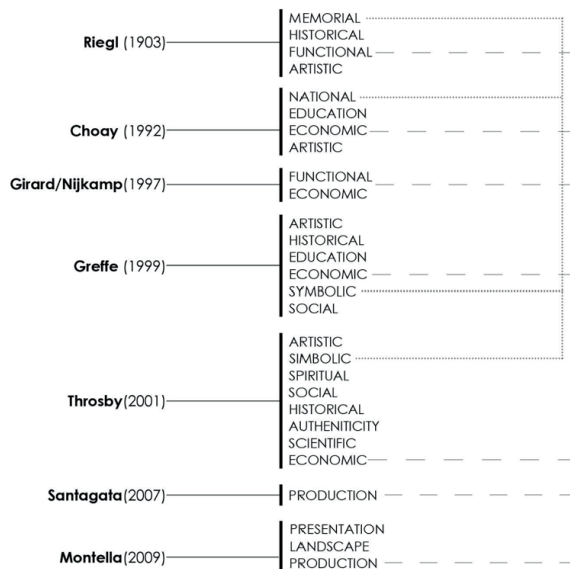 Riegl (1903)
MEMORIAL
HISTORICAL
FUNCTIONAL
ARTISTIC
Choay (1992)
NATIONAL
EDUCATION
ECONOMIC
ARTISTIC
Girard/Nijkamp(1997)
FUNCTIONAL
ECONOMIC
Greffe (1999)
ARTISTIC
HISTORICAL
EDUCATION
ECONOMIC
SYMBOLIC
SOCIAL
Throsby(2001)
ARTISTIC
SIMBOLIC
SPIRITUAL
SOCIAL
HISTORICAL
AUTHENITICITY
SCIENTIFIC
ECONOMIC
Santagata(2007)
PRODUCTION
Montella(2009)
PRESENTATION
LANDSCAPE
PRODUCTION